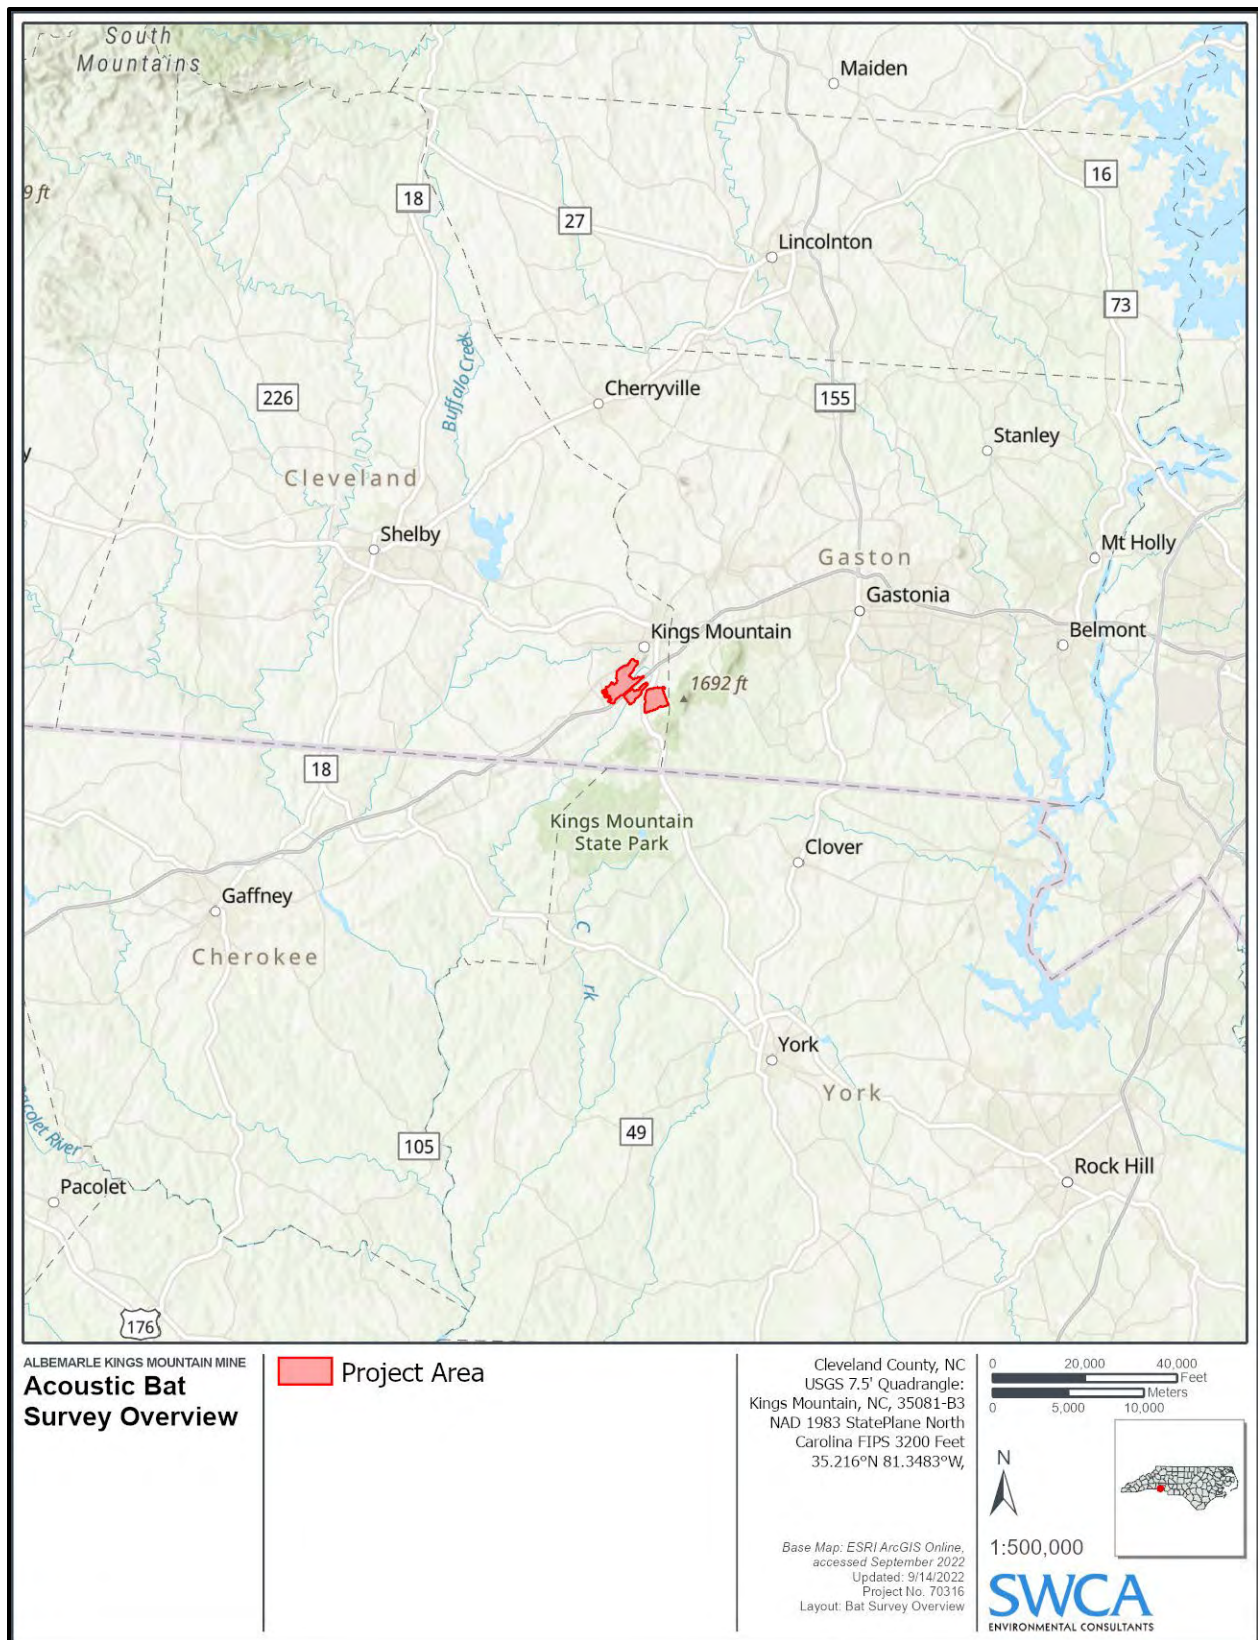 South
Mountains
Maiden
9 ft
18
16
27
Lincolnton
73
Buffalo Creek
Cherryville
226
155
Stanley
y
Cleveland
Shelby
Mt Holly
Gaston
Gastonia
Kings Mountain
Belmont
1692 ft
18
Kings Mountain
State Park
Clover
Gaffney
C
rk
Cherokee
York
York
acolet River
49
105
Rock Hill
Pacolet
176
ALBEMARLE KINGS MOUNTAIN MINE
Acoustic Bat
Survey Overview
Project Area
Cleveland County, NC
USGS 7.5' Quadrangle:
Kings Mountain, NC, 35081-B3
NAD 1983 StatePlane North
Carolina FIPS 3200 Feet
35.216°N 81.3483°W,
Base Map: ESRI ArcGIS Online,
accessed September 2022
Updated: 9/14/2022
Project No. 70316
Layout: Bat Survey Overview
0 20,000 40,000
Feet
Meters
0 5,000 10,000
N
1:500,000
SWCA
ENVIRONMENTAL CONSULTANTS